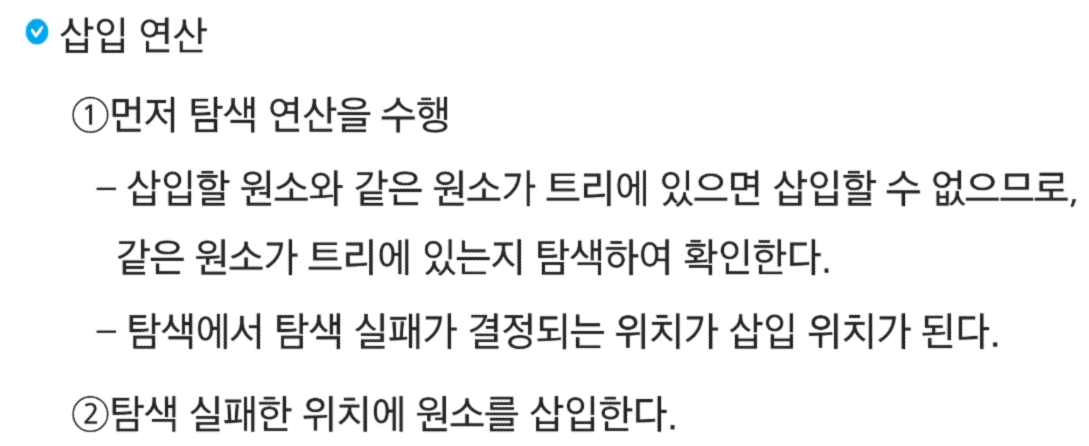 삽입 연산
①먼저 탐색 연산을 수행
– 삽입할 원소와 같은 원소가 트리에 있으면 삽입할 수 없으므로,
같은 원소가 트리에 있는지 탐색하여 확인한다.
– 탐색에서 탐색 실패가 결정되는 위치가 삽입 위치가 된다.
②탐색 실패한 위치에 원소를 삽입한다.